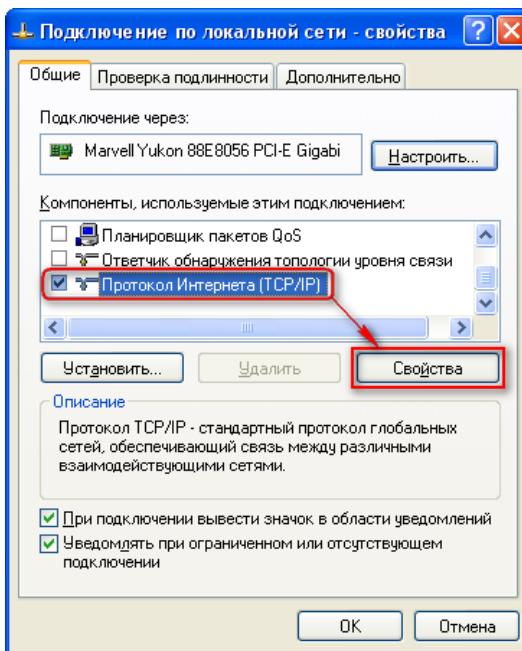 Подключение по локальной сети - свойства
Общие Проверка подлинности Дополнительно
Подключение через:
Marvell Yukon 88E8056 PCI-E Gigabi Настроить...
Компоненты, используемые этим подключением:
Планировщик пакетов QoS
Ответчик обнаружения топологии уровня связи
Протокол Интернета (TCP/IP)
Установить... Удалить Свойства
Описание
Протокол TCP/IP - стандартный протокол глобальных
сетей, обеспечивающий связь между различными
взаимодействующими сетями.
При подключении вывести значок в области уведомлений
Уведомлять при ограниченном или отсутствующем
подключении
OK Отмена